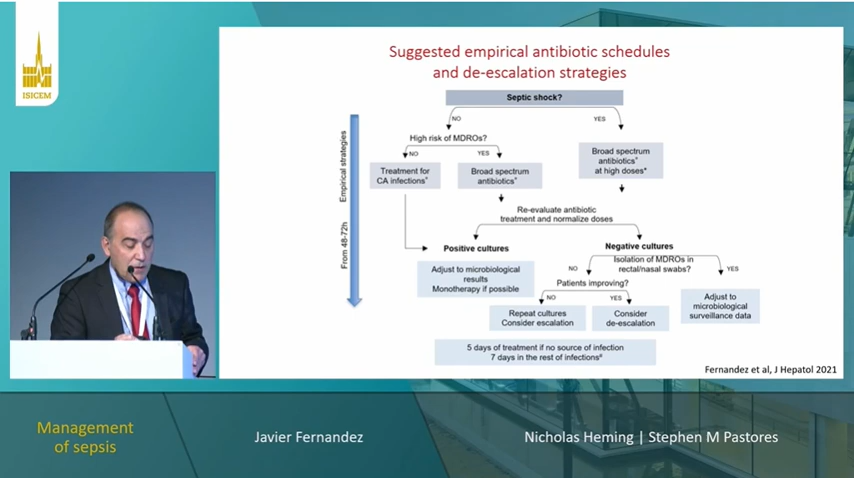 ISICEM
Suggested empirical antibiotic schedules
and de-escalation strategies
Septic shock?
NO
YES
High risk of MDROs?
NO
YES
Empirical strategies
From 48-72h
Treatment for
CA infections*
Broad spectrum
antibiotics*
Broad spectrum
antibiotics*
at high doses*
Re-evaluate antibiotic
treatment and normalize doses
Positive cultures
Negative cultures
Adjust to microbiological
results
Monotherapy if possible
Isolation of MDROs in
rectal/nasal swabs?
NO
YES
Patients improving?
NO
YES
Repeat cultures
Consider escalation
Consider
de-escalation
Adjust to
microbiological
surveillance data
5 days of treatment if no source of infection
7 days in the rest of infections#
Fernandez et al, J Hepatol 2021
Management
of sepsis
Javier Fernandez
Nicholas Heming | Stephen M Pastores